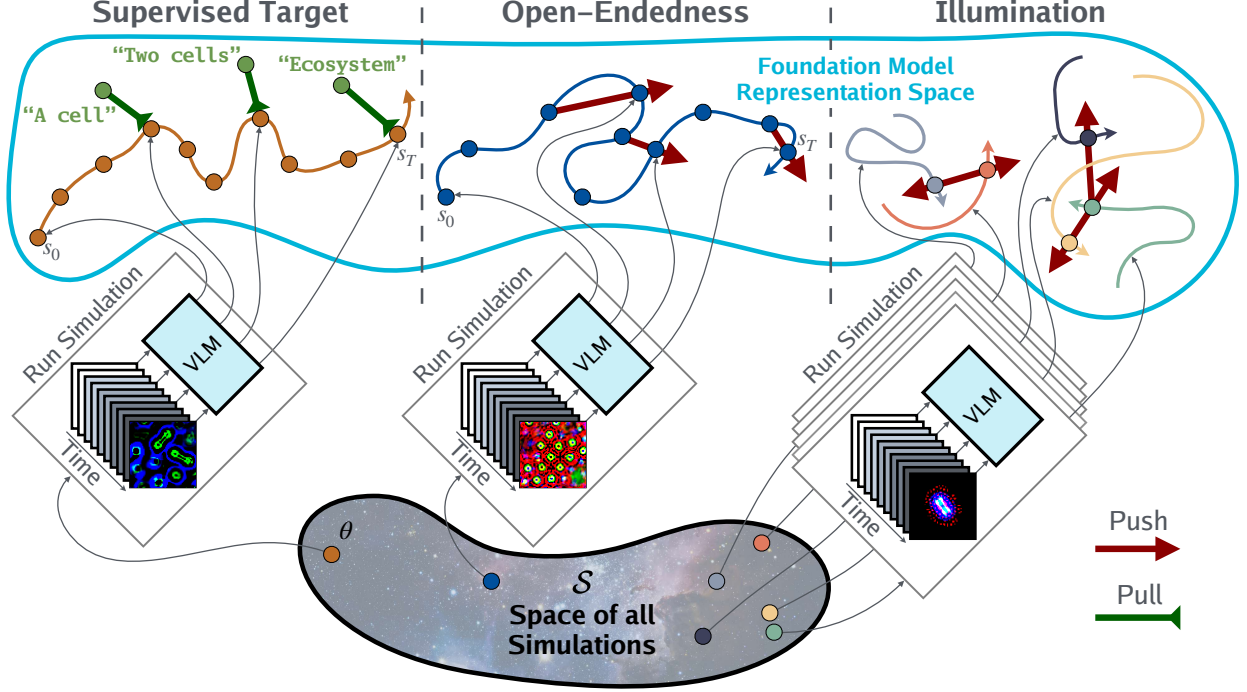 Supervised Target
Open-Endedness
Illumination
"Two cells"
"Ecosystem"
"A cell"
Foundation Model
Representation Space
s_T
s_T
s_0
s_0
Run Simulation
Run Simulation
Run Simulation
VLM
VLM
VLM
Time
Time
Time
θ
S
Space of all
Simulations
Push
Pull